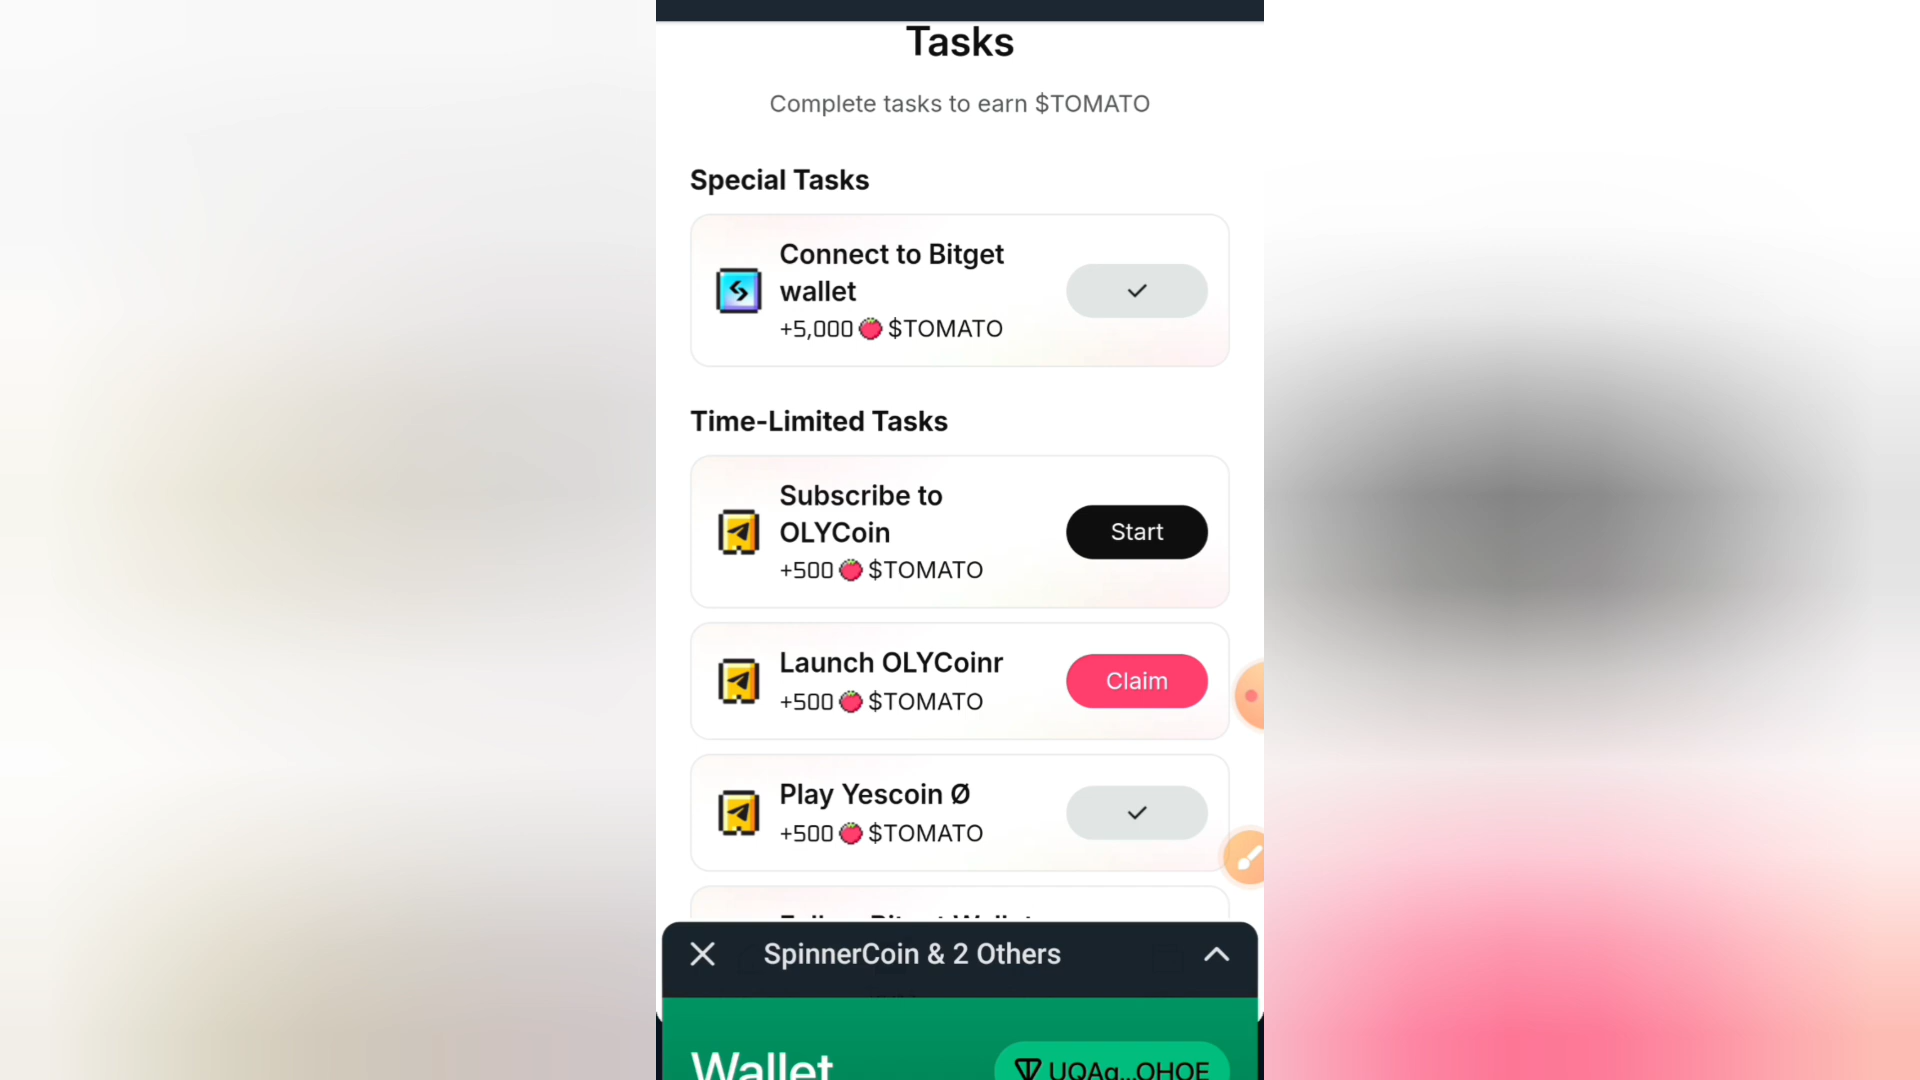 Tasks
Complete tasks to earn $TOMATO
Special Tasks
Connect to Bitget
wallet
+5,000 $TOMATO
Time-Limited Tasks
Subscribe to
OLYCoin
+500 $TOMATO
Start
Launch OLYCoinr
+500 $TOMATO
Claim
Play Yescoin Ø
+500 $TOMATO
SpinnerCoin & 2 Others
Wallet
UQAg...OHOE